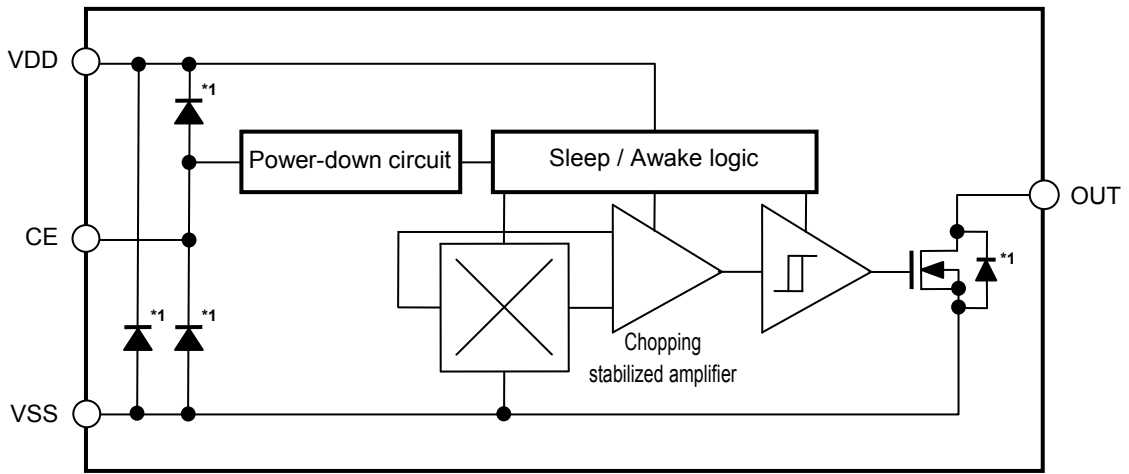 VDD
*1
Power-down circuit
Sleep / Awake logic
OUT
CE
*1
*1
*1
Chopping
stabilized amplifier
VSS